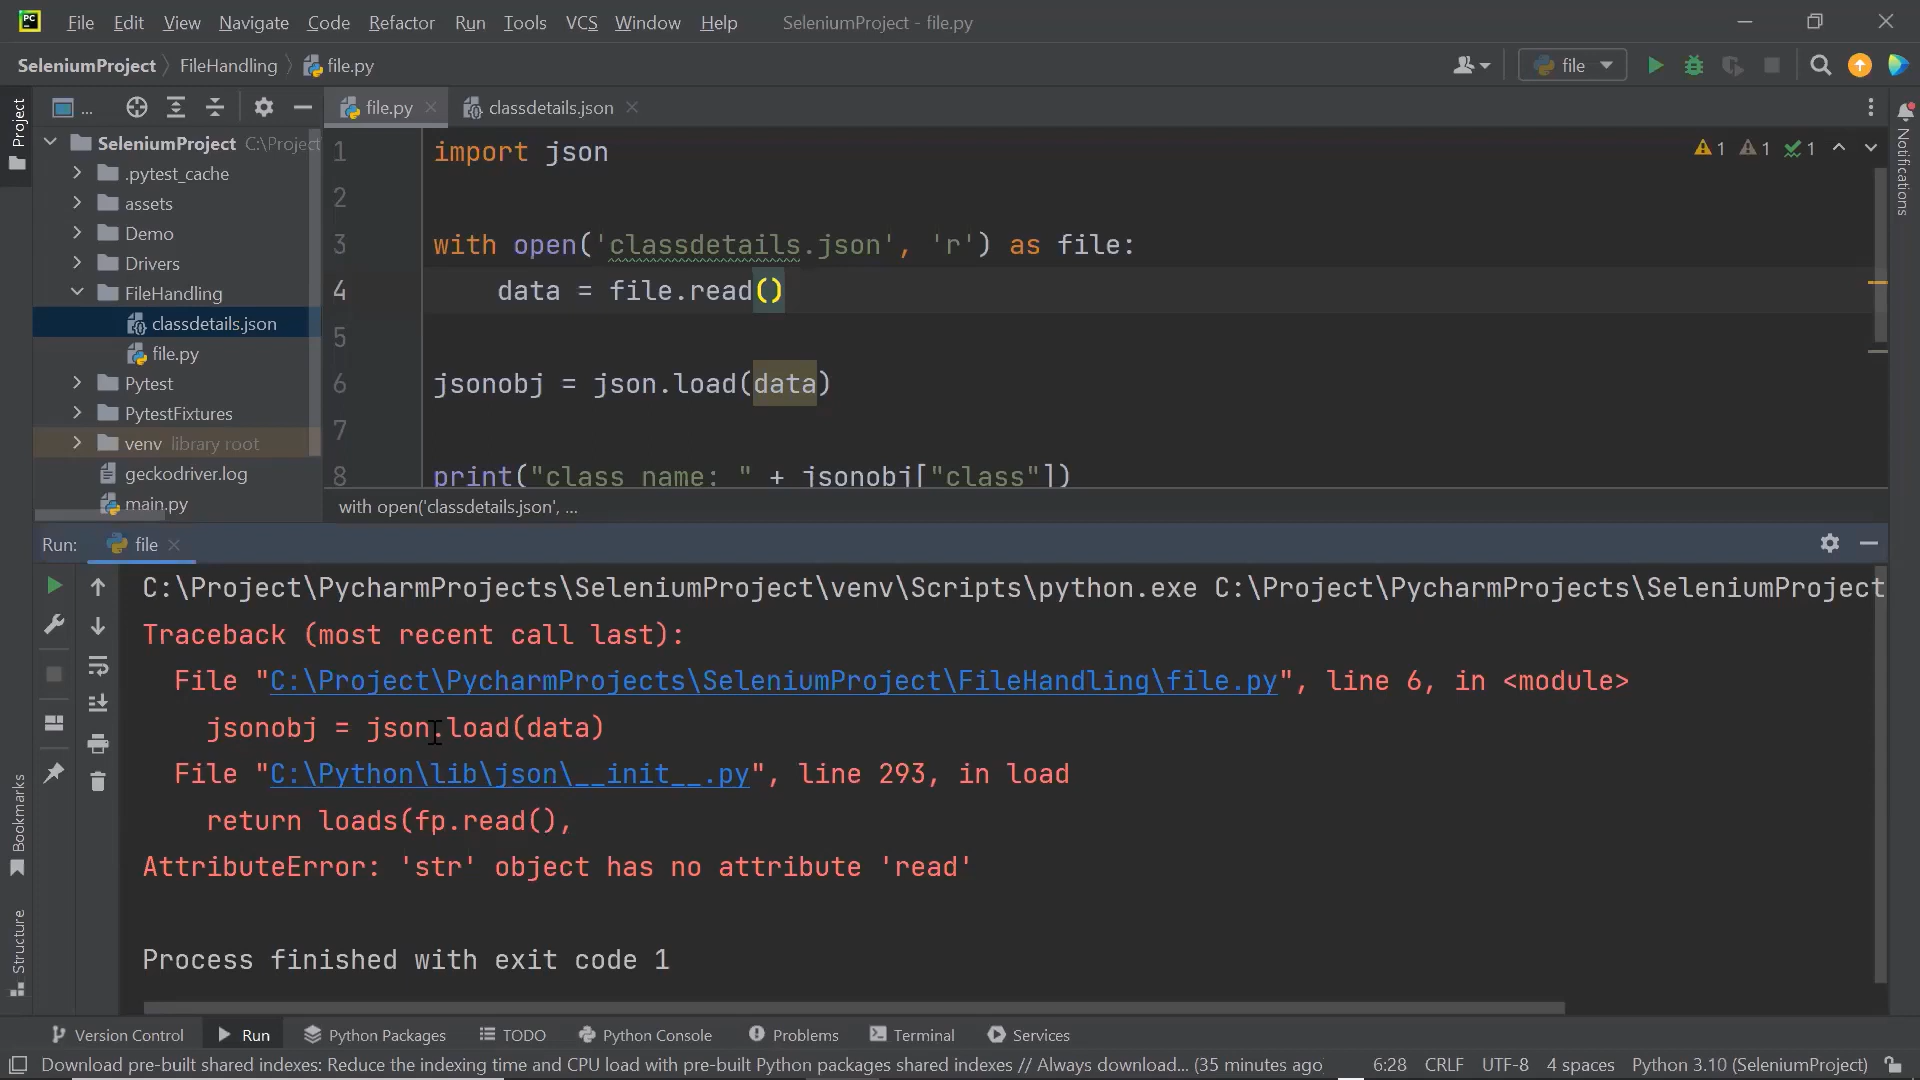 PC File Edit View Navigate Code Refactor Run Tools VCS Window Help SeleniumProject - file.py
SeleniumProject FileHandling file.py file
Project
... file.py classdetails.json
SeleniumProject C:\Project
.pytest_cache
assets
Demo
Drivers
FileHandling
classdetails.json
file.py
Pytest
PytestFixtures
venv library root
geckodriver.log
main.py
1 import json
2
3 with open('classdetails.json', 'r') as file:
4 data = file.read()
5
6 jsonobj = json.load(data)
7
8 print("class name: " + jsonobj["class"])
1 1 1
with open('classdetails.json', ...
Notifications
Run: file
C:\Project\PycharmProjects\SeleniumProject\venv\Scripts\python.exe C:\Project\PycharmProjects\SeleniumProject
Traceback (most recent call last):
File "C:\Project\PycharmProjects\SeleniumProject\FileHandling\file.py", line 6, in <module>
jsonobj = json.load(data)
File "C:\Python\lib\json\__init__.py", line 293, in load
return loads(fp.read(),
AttributeError: 'str' object has no attribute 'read'
Process finished with exit code 1
Bookmarks
Structure
Version Control Run Python Packages TODO Python Console Problems Terminal Services
Download pre-built shared indexes: Reduce the indexing time and CPU load with pre-built Python packages shared indexes // Always download... (35 minutes ago) 6:28 CRLF UTF-8 4 spaces Python 3.10 (SeleniumProject)